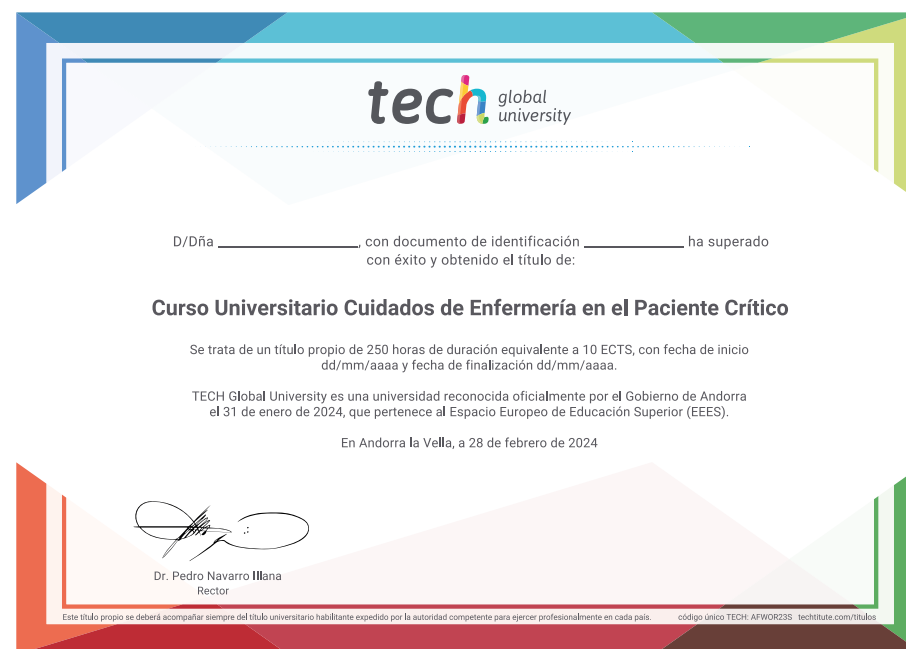 tech global university
D/Dña ____________________, con documento de identificación ______________ ha superado
con éxito y obtenido el título de:
Curso Universitario Cuidados de Enfermería en el Paciente Crítico
Se trata de un título propio de 250 horas de duración equivalente a 10 ECTS, con fecha de inicio
dd/mm/aaaa y fecha de finalización dd/mm/aaaa.
TECH Global University es una universidad reconocida oficialmente por el Gobierno de Andorra
el 31 de enero de 2024, que pertenece al Espacio Europeo de Educación Superior (EEES).
En Andorra la Vella, a 28 de febrero de 2024
Dr. Pedro Navarro Illana
Rector
Este título propio se deberá acompañar siempre del título universitario habilitante expedido por la autoridad competente para ejercer profesionalmente en cada país. código único TECH: AFWOR23S techtitute.com/titulos